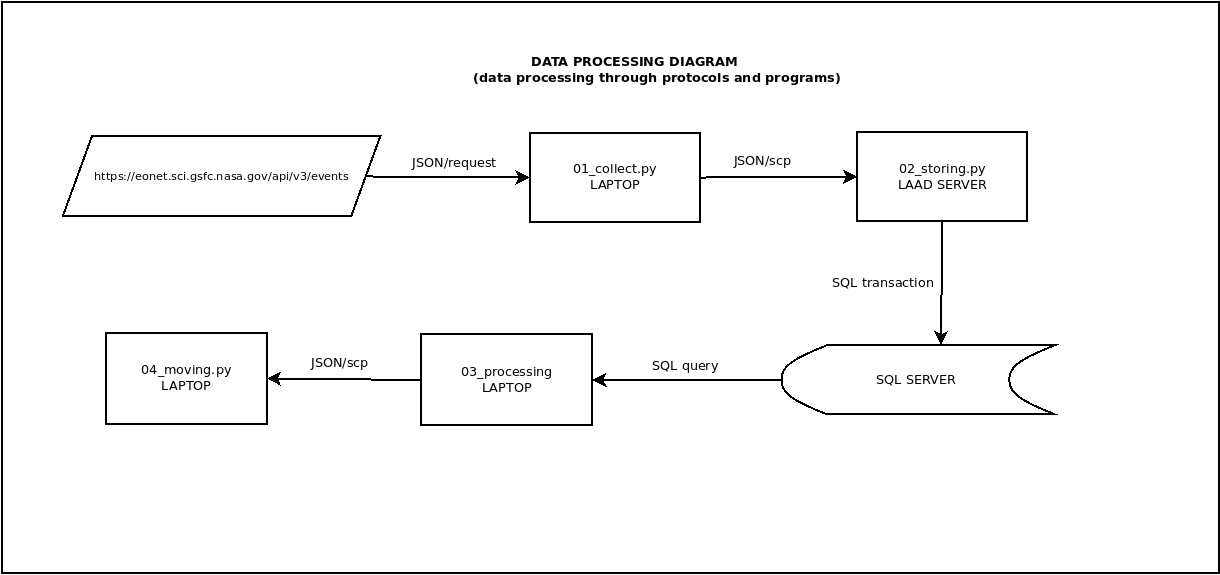 DATA PROCESSING DIAGRAM
(data processing through protocols and programs)
https://eonet.sci.gsfc.nasa.gov/api/v3/events
JSON/request
01_collect.py
LAPTOP
JSON/scp
02_storing.py
LAAD SERVER
SQL transaction
04_moving.py
LAPTOP
JSON/scp
03_processing
LAPTOP
SQL query
SQL SERVER